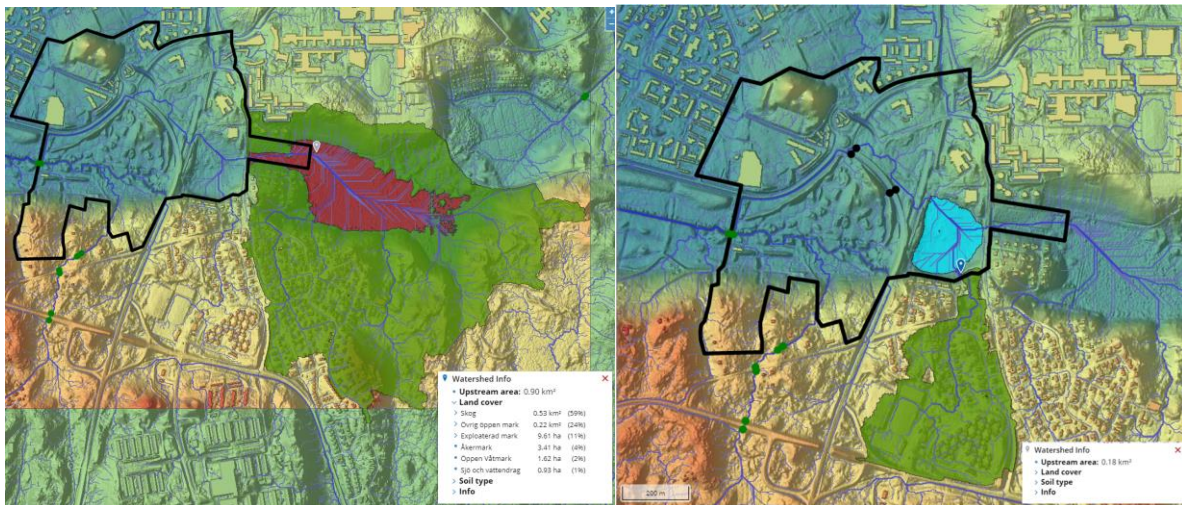 Watershed Info
Upstream area: 0.90 km²
Land cover
Skog 0.53 km² (59%)
Övrig öppen mark 0.22 km² (24%)
Exploaterad mark 9.61 ha (11%)
Åkermark 3.41 ha (4%)
Öppen Våtmark 1.62 ha (2%)
Sjö och vattendrag 0.93 ha (1%)
Soil type
Info
200 m
Watershed Info
Upstream area: 0.18 km²
Land cover
Soil type
Info